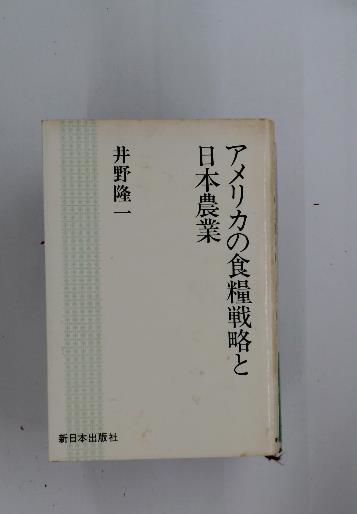 アメリカの食糧戦略と
日本農業
井野隆一
新日本出版社